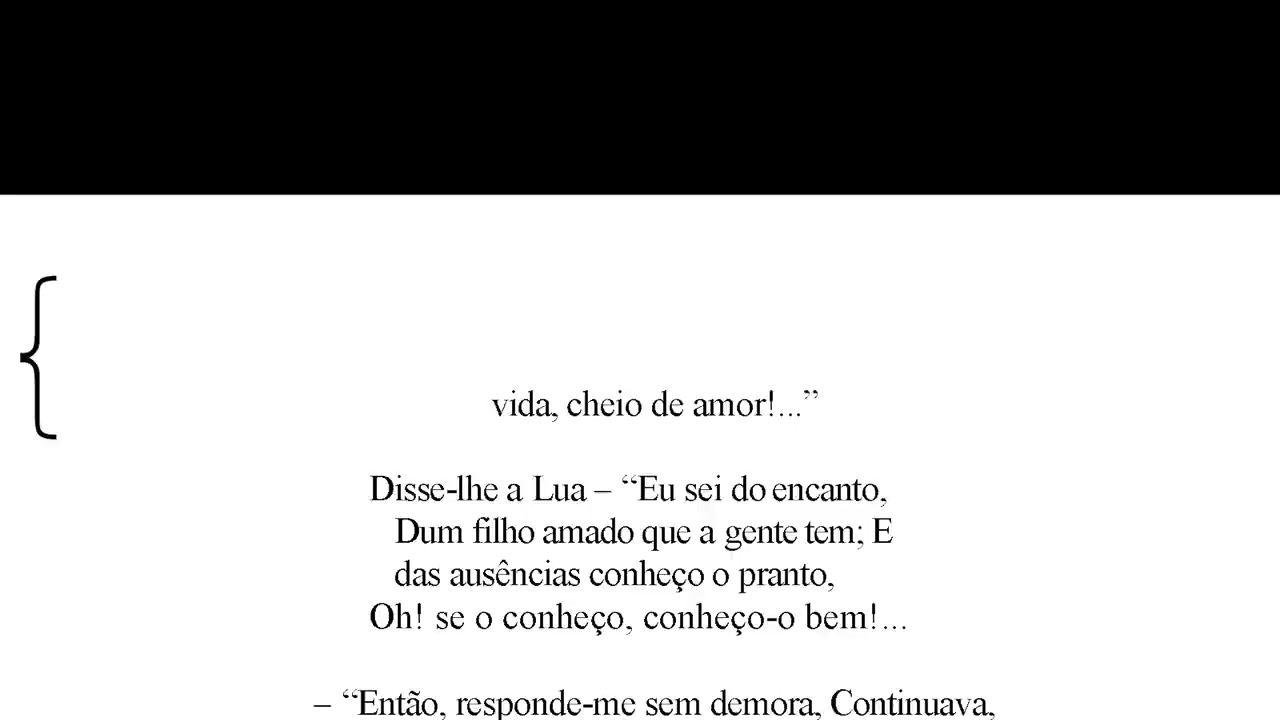 vida, cheio de amor!...”
Disse-lhe a Lua – “Eu sei do encanto,
Dum filho amado que a gente tem; E
das ausências conheço o pranto,
Oh! se o conheço, conheço-o bem!...
– “Então, responde-me sem demora, Continuava,